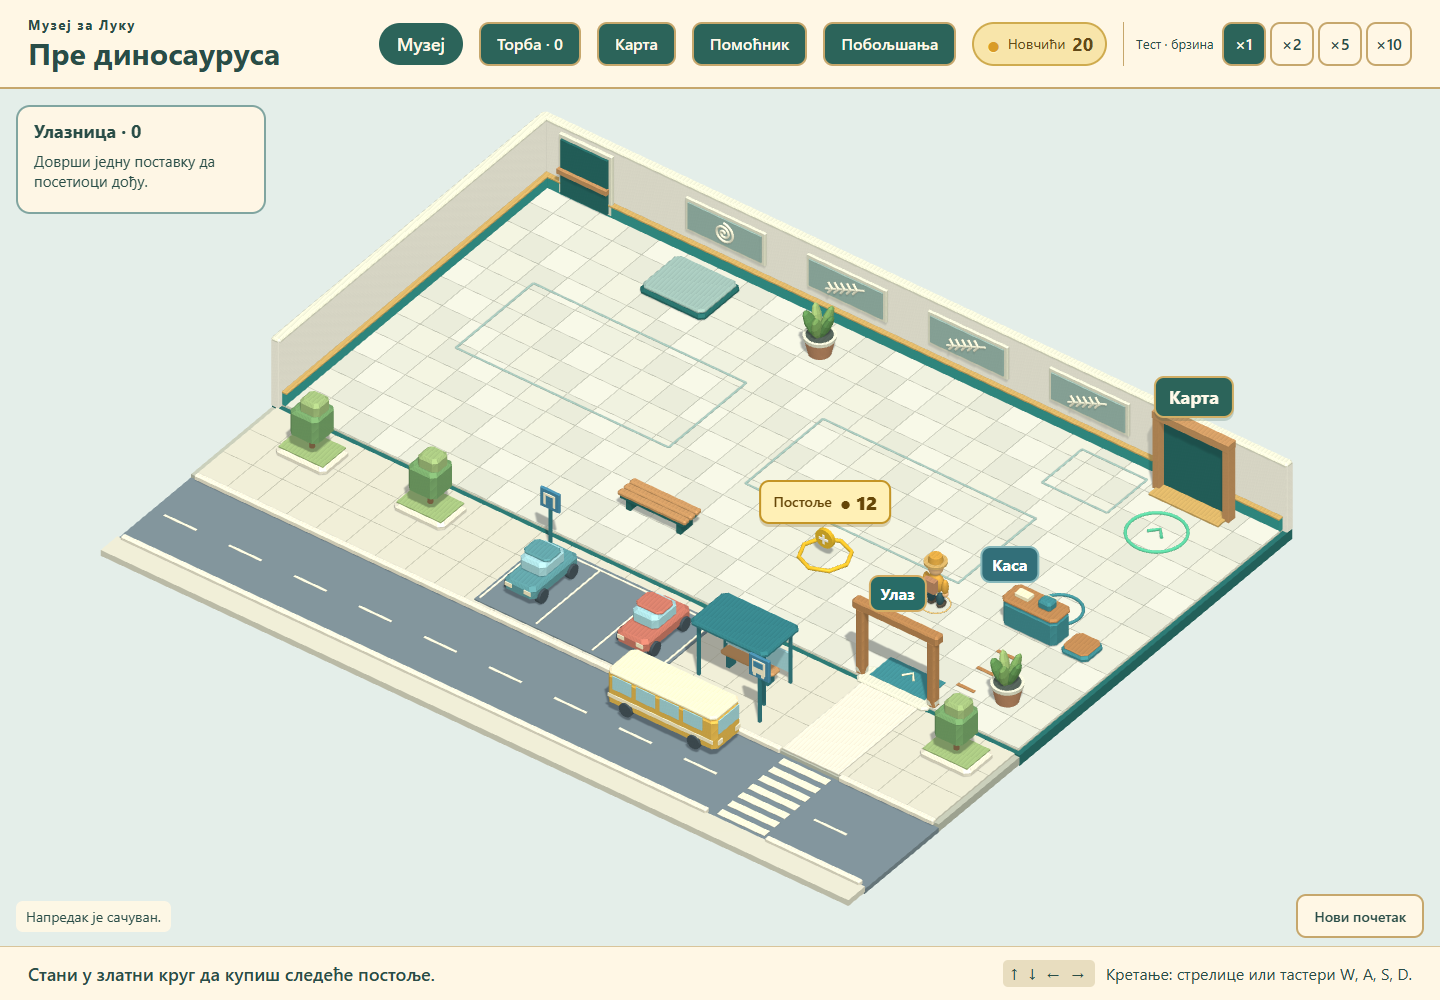 Музеј за Луку
Пре диносауруса
Музеј
Торба · 0
Карта
Помоћник
Побољшања
Новчићи 20
Тест · брзина
×1
×2
×5
×10
Улазница · 0
Доврши једну поставку да
посетиоци дођу.
Карта
Постоље 12
Каса
Улаз
Напредак је сачуван.
Нови почетак
Стани у златни круг да купиш следеће постоље.
↑ ↓ ← → Кретање: стрелице или тастери W, A, S, D.